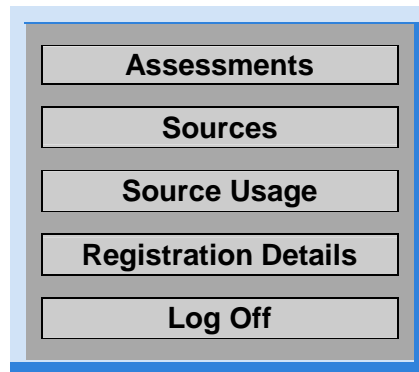 Assessments
Sources
Source Usage
Registration Details
Log Off